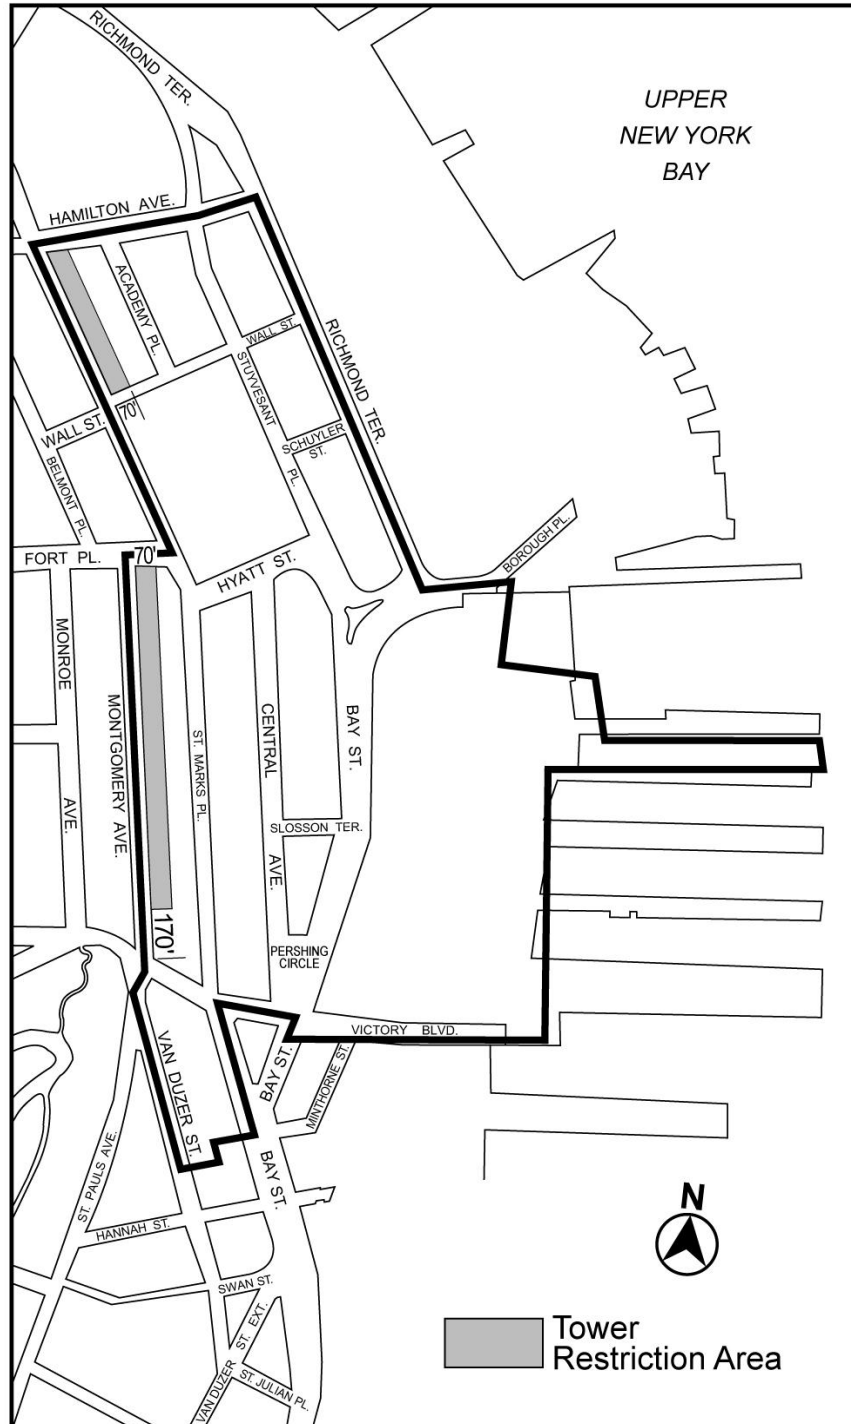 RICHMOND TER.
UPPER
NEW YORK
BAY
HAMILTON AVE.
ACADEMY PL.
WALL ST.
RICHMOND TER.
STUYVESANT
PL.
70'
WALL ST.
SCHUYLER
ST.
BELMONT PL.
BOROUGH PL.
FORT PL.
70'
HYATT ST.
MONROE
AVE.
MONTGOMERY AVE.
ST. MARKS PL.
CENTRAL
AVE.
BAY ST.
SLOSSON TER.
170'
PERSHING
CIRCLE
VICTORY BLVD.
VAN DUZER ST.
BAY ST.
MINTHORNE ST.
ST. PAULS AVE.
BAY ST.
HANNAH ST.
N
SWAN ST.
VAN DUZER ST. EXT.
ST. JULIAN PL.
Tower
Restriction Area